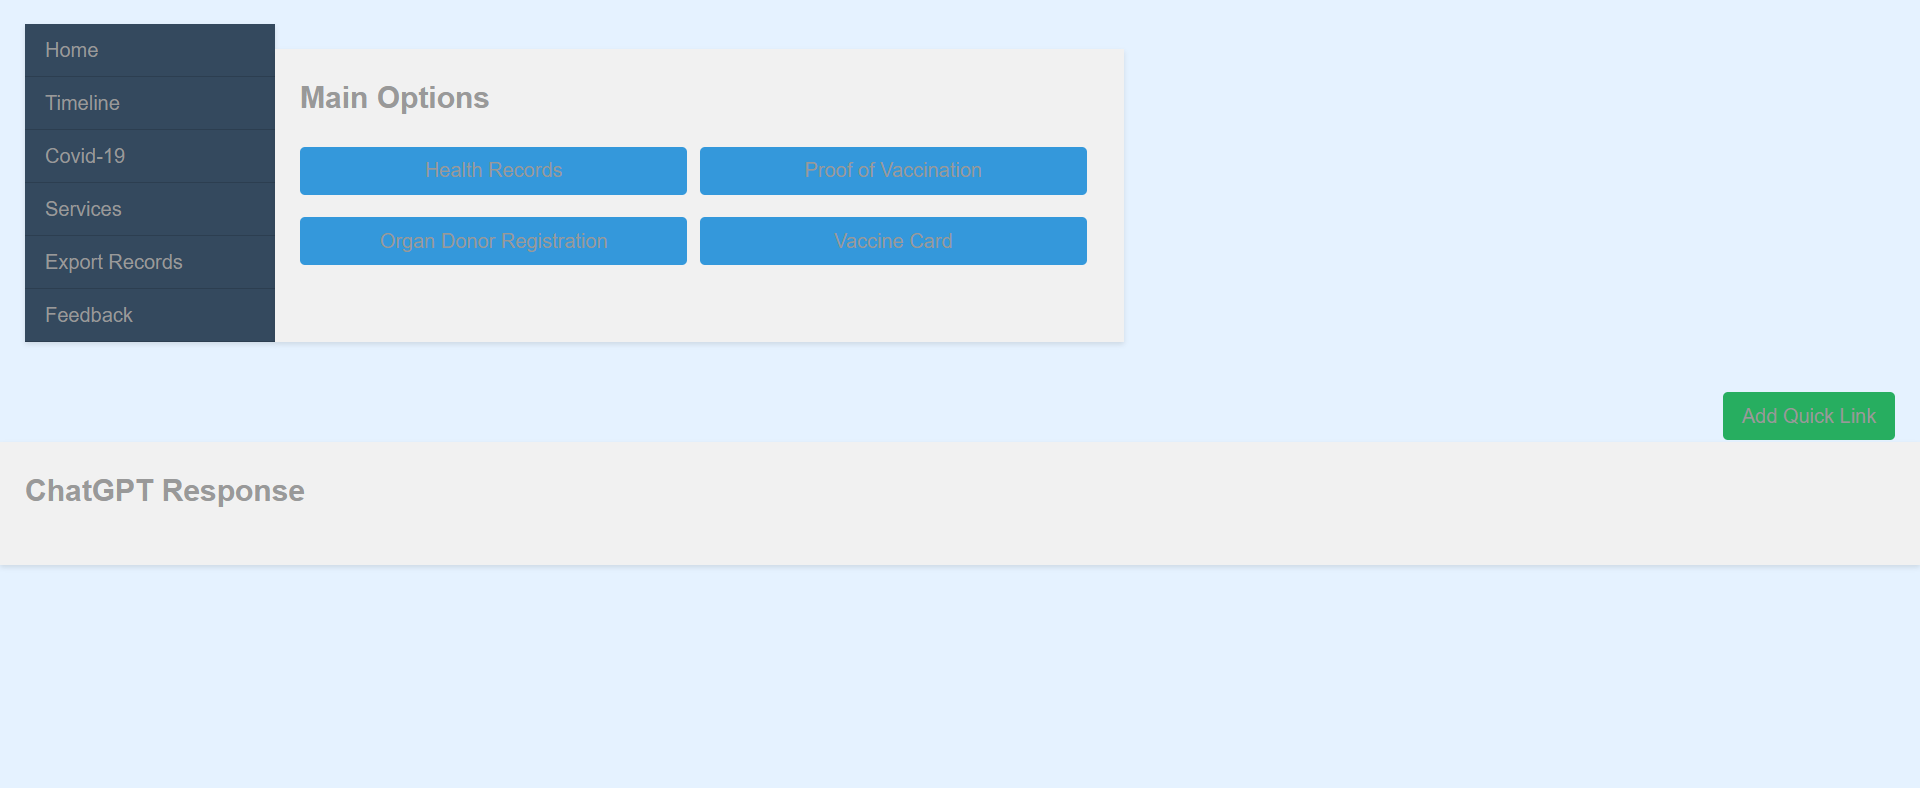 Home
Timeline
Covid-19
Services
Export Records
Feedback
Main Options
Health Records
Proof of Vaccination
Organ Donor Registration
Vaccine Card
Add Quick Link
ChatGPT Response